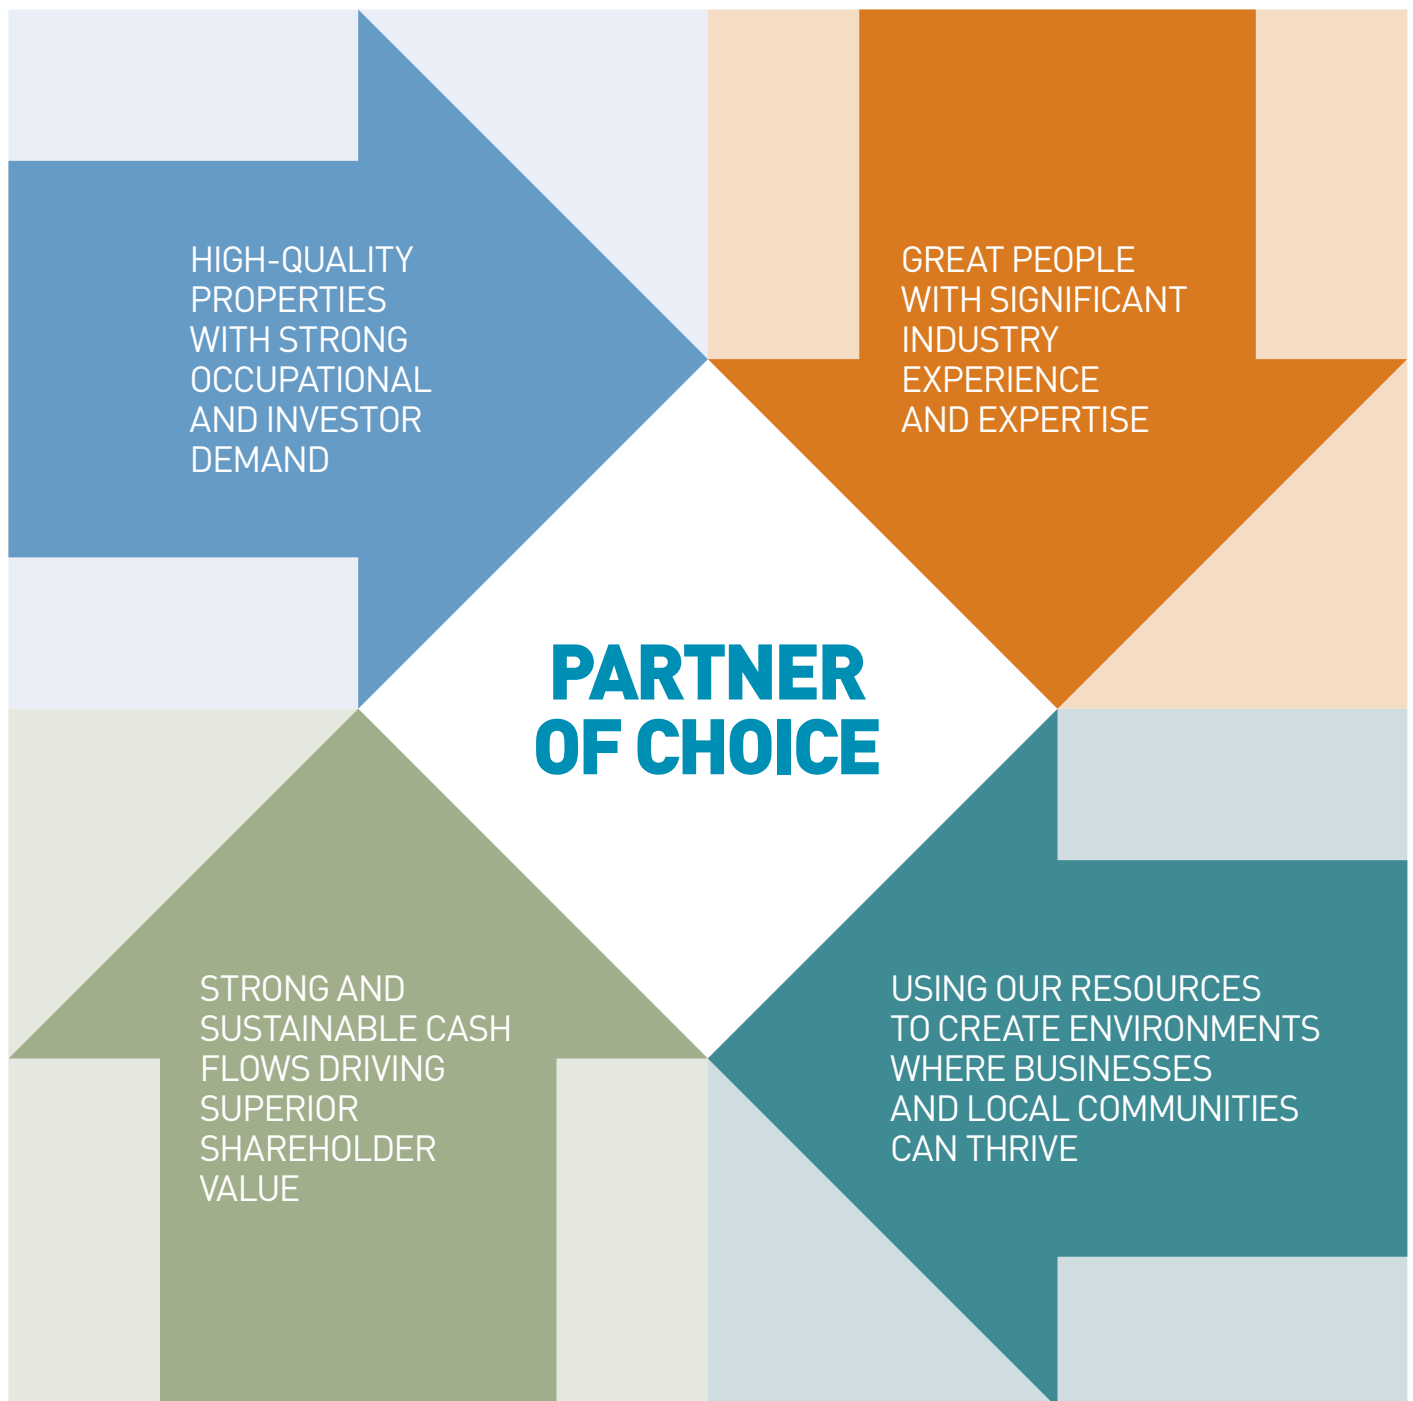 HIGH-QUALITY
PROPERTIES
WITH STRONG
OCCUPATIONAL
AND INVESTOR
DEMAND
GREAT PEOPLE
WITH SIGNIFICANT
INDUSTRY
EXPERIENCE
AND EXPERTISE
PARTNER
OF CHOICE
STRONG AND
SUSTAINABLE CASH
FLOWS DRIVING
SUPERIOR
SHAREHOLDER
VALUE
USING OUR RESOURCES
TO CREATE ENVIRONMENTS
WHERE BUSINESSES
AND LOCAL COMMUNITIES
CAN THRIVE